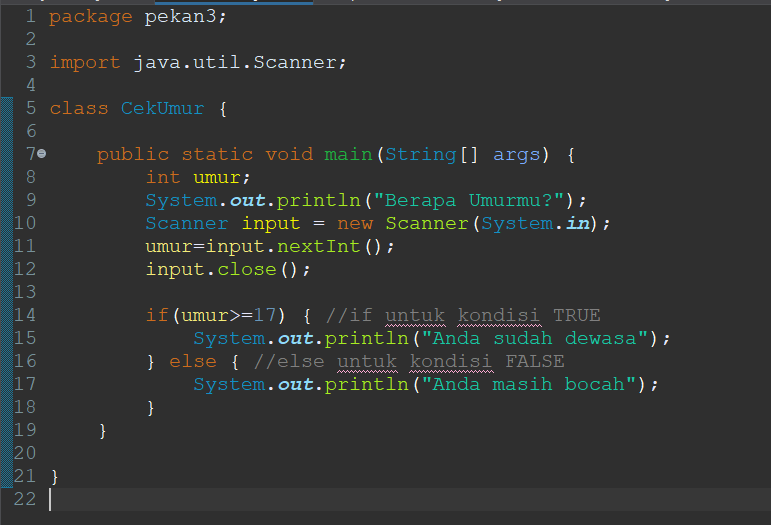 1 package pekan3;
2
3 import java.util.Scanner;
4
5 class CekUmur {
6
7 public static void main(String[] args) {
8 int umur;
9 System.out.println("Berapa Umurmu?");
10 Scanner input = new Scanner(System.in);
11 umur=input.nextInt();
12 input.close();
13
14 if(umur>=17) { //if untuk kondisi TRUE
15 System.out.println("Anda sudah dewasa");
16 } else { //else untuk kondisi FALSE
17 System.out.println("Anda masih bocah");
18 }
19 }
20
21 }
22